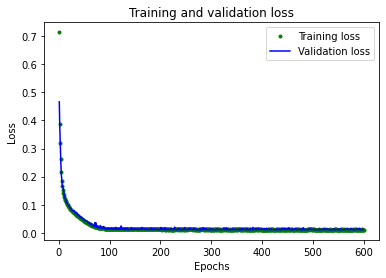 Training and validation loss
Training loss
Validation loss
Loss
0.7
0.6
0.5
0.4
0.3
0.2
0.1
0.0
0 100 200 300 400 500 600
Epochs